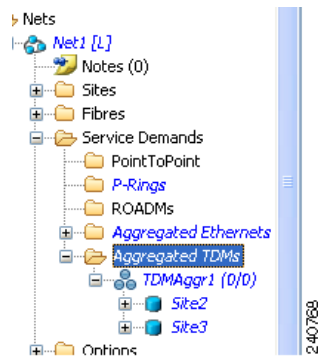 Nets
Net1 [L]
Notes (0)
Sites
Fibres
Service Demands
PointToPoint
P-Rings
ROADMs
Aggregated Ethernets
Aggregated TDMs
TDMAggr1 (0/0)
Site2
Site3
Options
240768